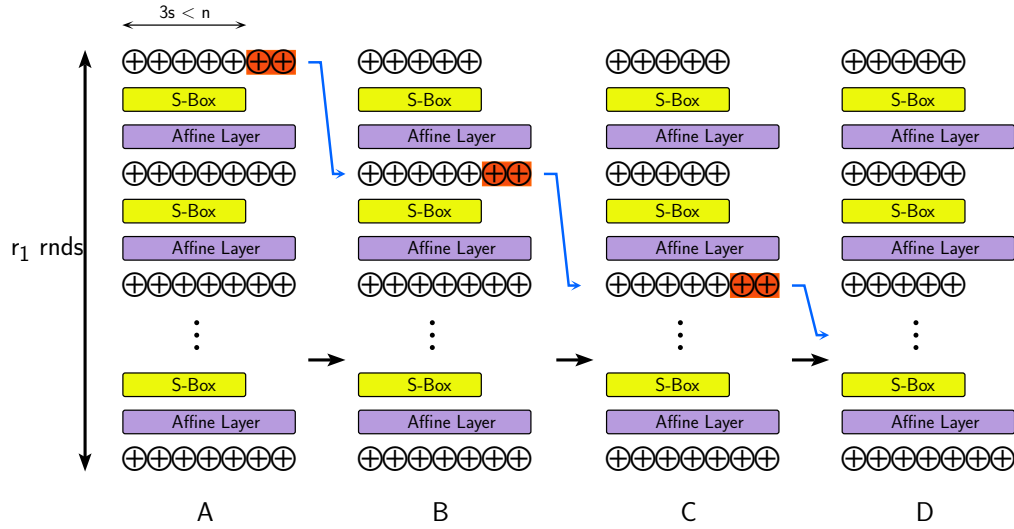 3s < n
S-Box S-Box S-Box S-Box
Affine Layer Affine Layer Affine Layer Affine Layer
S-Box S-Box S-Box S-Box
r1 rnds
Affine Layer Affine Layer Affine Layer Affine Layer
S-Box S-Box S-Box S-Box
Affine Layer Affine Layer Affine Layer Affine Layer
A B C D